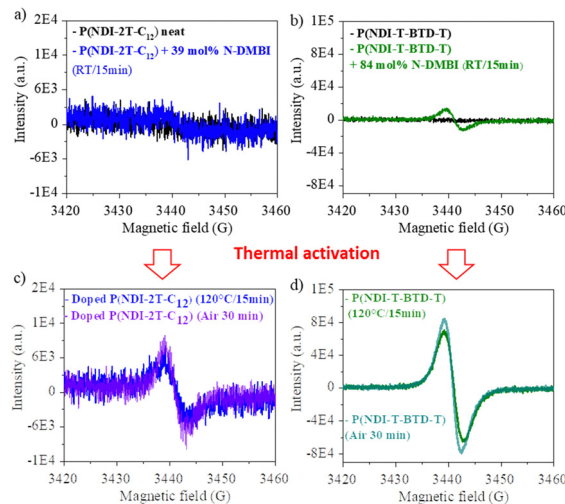 a)
- P(NDI-2T-C12) neat
- P(NDI-2T-C12) + 39 mol% N-DMBI
(RT/15min)
Intensity (a.u.)
2E4
1E4
6E3
0
-6E3
-1E4
3420 3430 3440 3450 3460
Magnetic field (G)
b)
- P(NDI-T-BTD-T)
- P(NDI-T-BTD-T)
+ 84 mol% N-DMBI (RT/15min)
Intensity (a.u.)
1E5
8E4
4E4
0
-4E4
-8E4
3420 3430 3440 3450 3460
Magnetic field (G)
Thermal activation
c)
- Doped P(NDI-2T-C12) (120°C/15min)
- Doped P(NDI-2T-C12) (Air 30 min)
Intensity (a.u.)
2E4
1E4
6E3
0
-6E3
-1E4
3420 3430 3440 3450 3460
Magnetic field (G)
d)
- P(NDI-T-BTD-T)
(120°C/15min)
- P(NDI-T-BTD-T)
(Air 30 min)
Intensity (a.u.)
1E5
8E4
4E4
0
-4E4
-8E4
3420 3430 3440 3450 3460
Magnetic field (G)